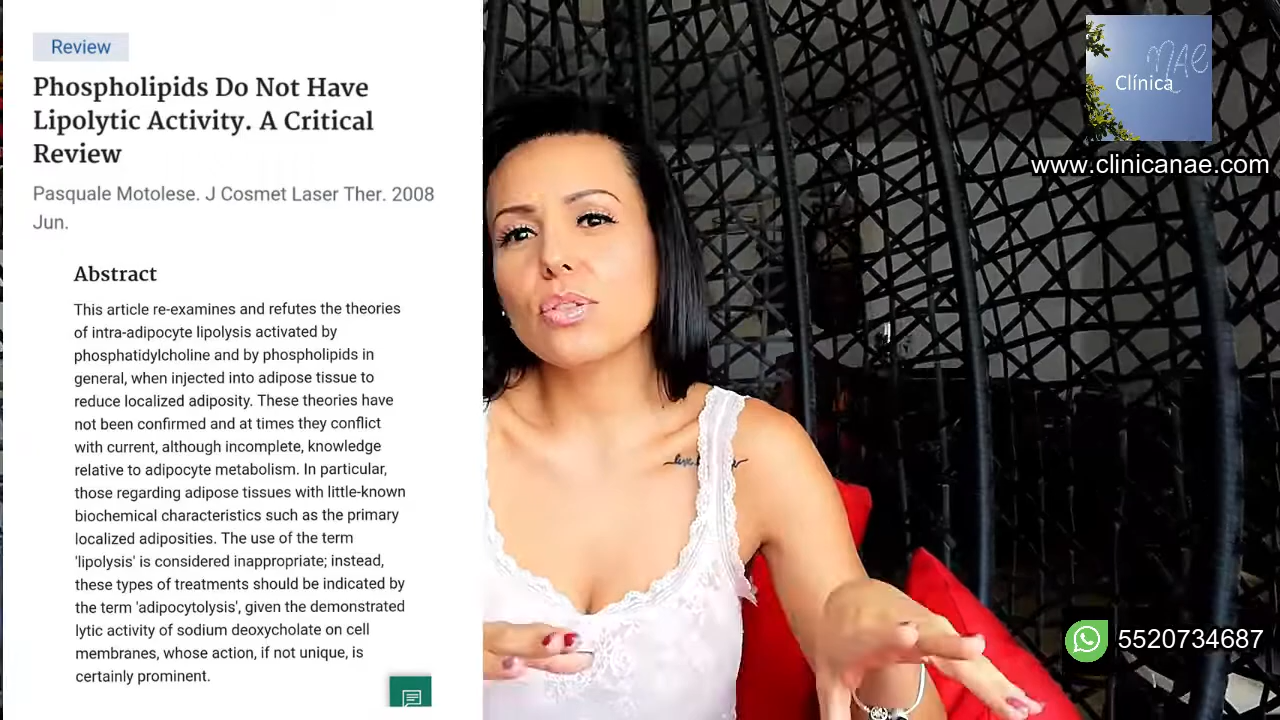 Review
Phospholipids Do Not Have
Lipolytic Activity. A Critical
Review
Pasquale Motolese. J Cosmet Laser Ther. 2008
Jun.
Abstract
This article re-examines and refutes the theories
of intra-adipocyte lipolysis activated by
phosphatidylcholine and by phospholipids in
general, when injected into adipose tissue to
reduce localized adiposity. These theories have
not been confirmed and at times they conflict
with current, although incomplete, knowledge
relative to adipocyte metabolism. In particular,
those regarding adipose tissues with little-known
biochemical characteristics such as the primary
localized adiposities. The use of the term
'lipolysis' is considered inappropriate; instead,
these types of treatments should be indicated by
the term 'adipocytolysis', given the demonstrated
lytic activity of sodium deoxycholate on cell
membranes, whose action, if not unique, is
certainly prominent.
NAE
Clínica
www.clinicanae.com
5520734687